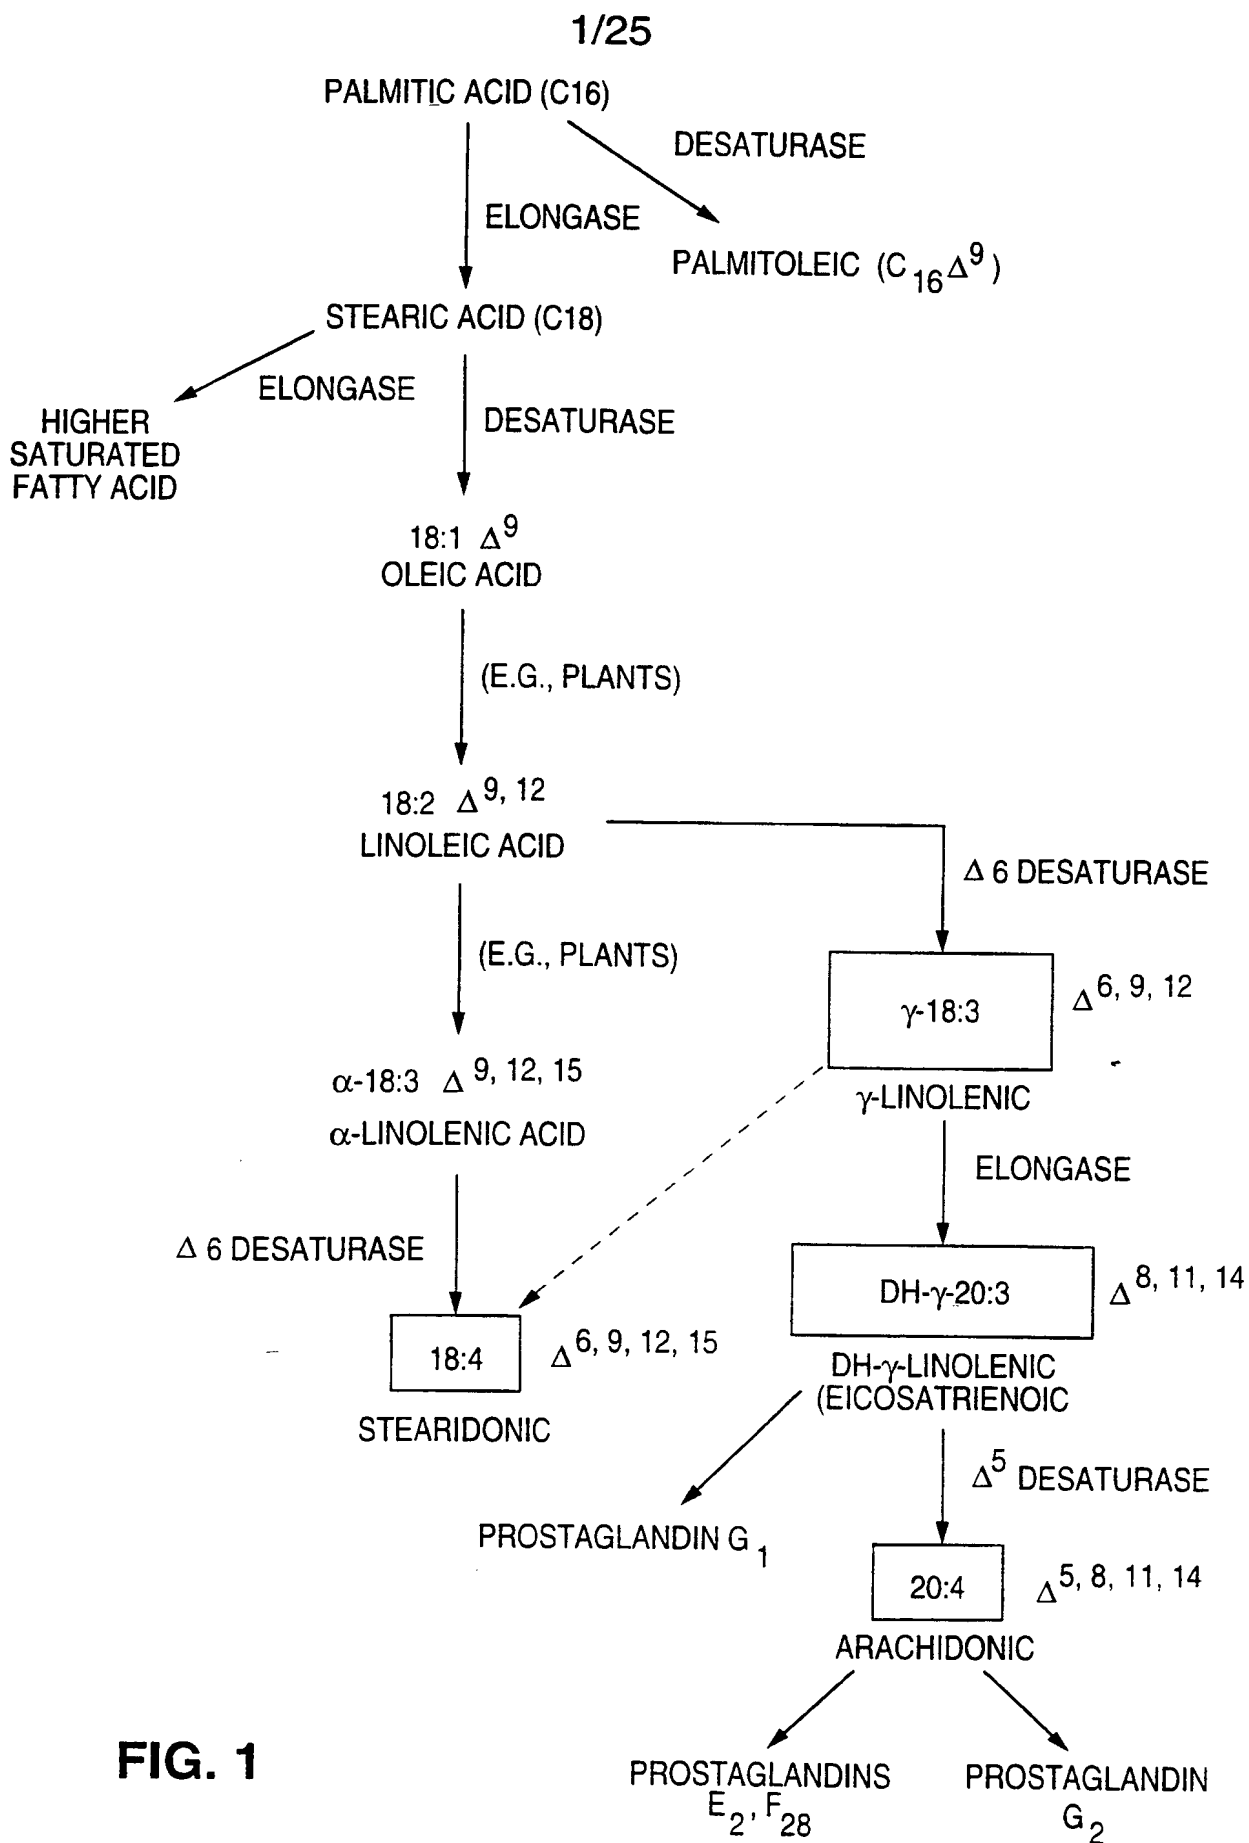 1/25
PALMITIC ACID (C16)
DESATURASE
ELONGASE
PALMITOLEIC (C16Δ9)
STEARIC ACID (C18)
ELONGASE
DESATURASE
HIGHER
SATURATED
FATTY ACID
18:1 Δ9
OLEIC ACID
(E.G., PLANTS)
18:2 Δ9, 12
LINOLEIC ACID
Δ 6 DESATURASE
(E.G., PLANTS)
γ-18:3 Δ6, 9, 12
γ-LINOLENIC
α-18:3 Δ9, 12, 15
α-LINOLENIC ACID
ELONGASE
Δ 6 DESATURASE
DH-γ-20:3 Δ8, 11, 14
DH-γ-LINOLENIC
(EICOSATRIENOIC
18:4 Δ6, 9, 12, 15
STEARIDONIC
Δ5 DESATURASE
PROSTAGLANDIN G1
20:4 Δ5, 8, 11, 14
ARACHIDONIC
PROSTAGLANDINS
E2, F28
PROSTAGLANDIN
G2
FIG. 1